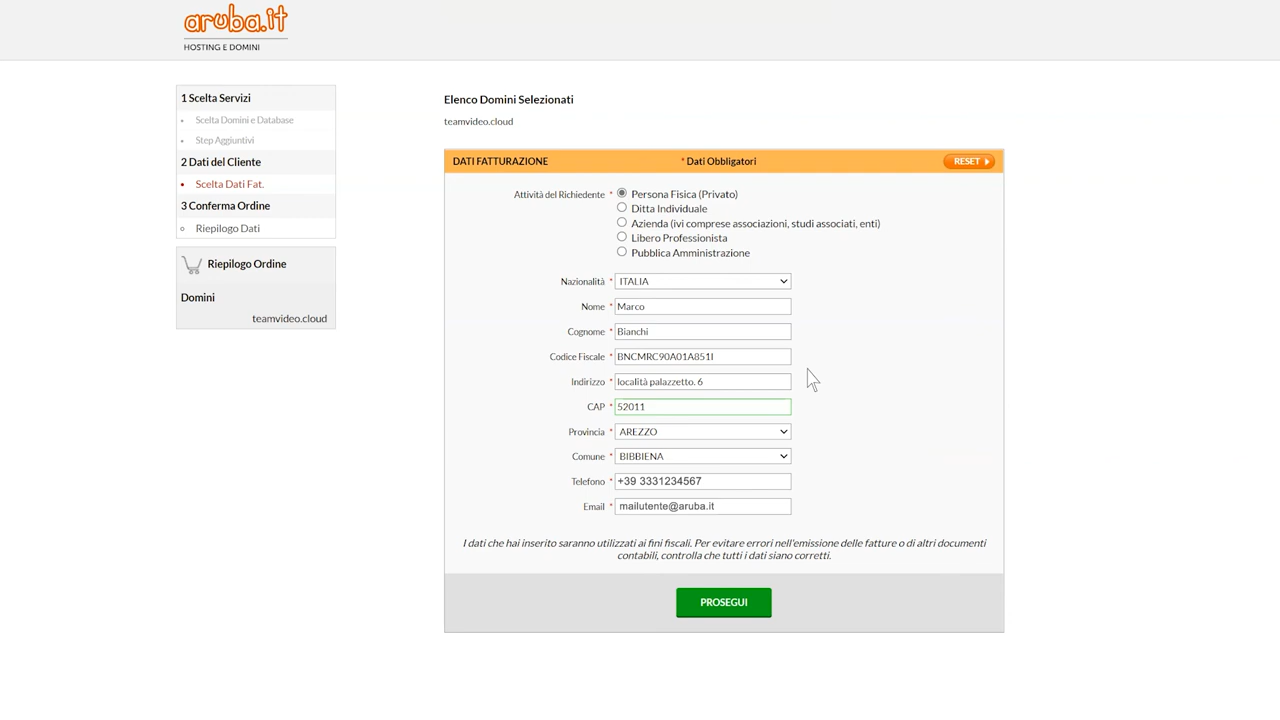 aruba.it
HOSTING E DOMINI
1 Scelta Servizi
Scelta Domini e Database
Step Aggiuntivi
2 Dati del Cliente
Scelta Dati Fat.
3 Conferma Ordine
Riepilogo Dati
Riepilogo Ordine
Domini
teamvideo.cloud
Elenco Domini Selezionati
teamvideo.cloud
DATI FATTURAZIONE * Dati Obbligatori RESET
Attività del Richiedente * Persona Fisica (Privato)
Ditta Individuale
Azienda (ivi comprese associazioni, studi associati, enti)
Libero Professionista
Pubblica Amministrazione
Nazionalità * ITALIA
Nome * Marco
Cognome * Bianchi
Codice Fiscale * BNCMRC90A01A851I
Indirizzo * località palazzetto. 6
CAP * 52011
Provincia * AREZZO
Comune * BIBBIENA
Telefono * +39 3331234567
Email * mailutente@aruba.it
I dati che hai inserito saranno utilizzati ai fini fiscali. Per evitare errori nell'emissione delle fatture o di altri documenti
contabili, controlla che tutti i dati siano corretti.
PROSEGUI